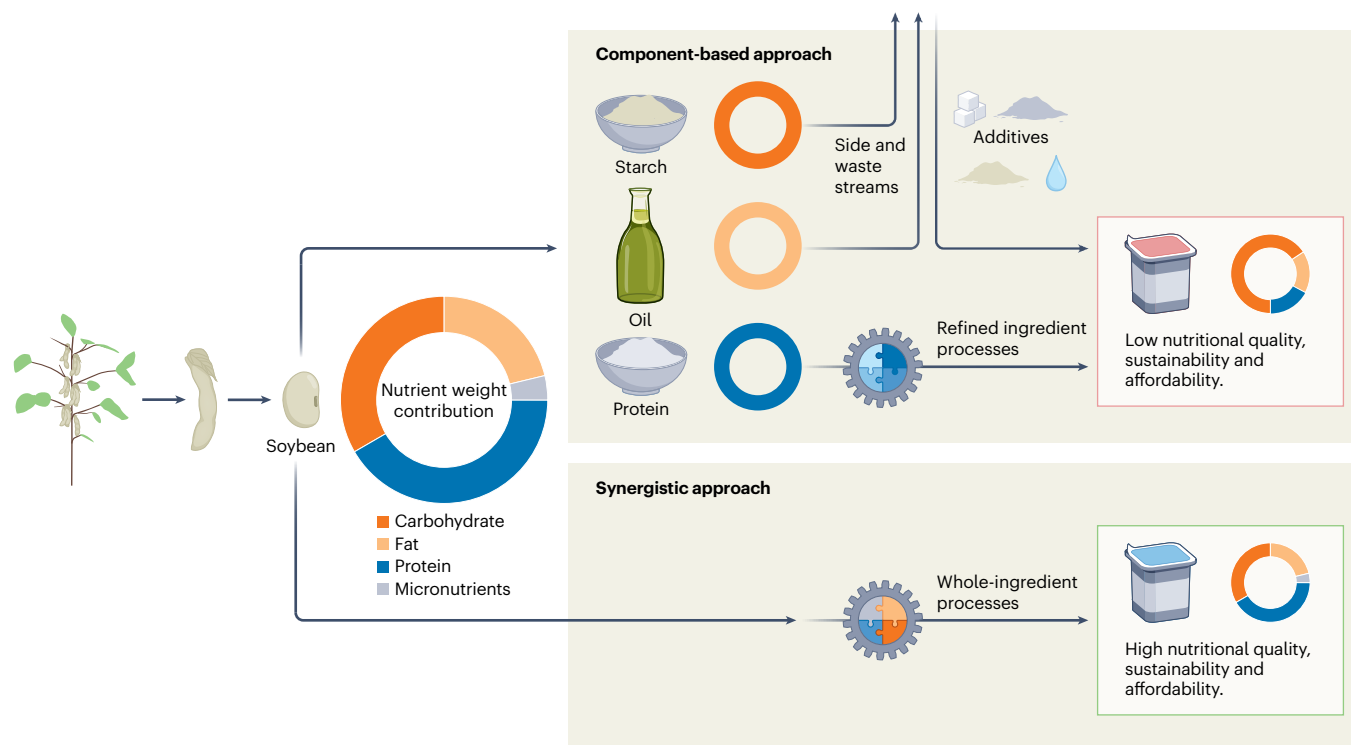 Component-based approach
Starch
Side and
waste
streams
Additives
Oil
Protein
Refined ingredient
processes
Low nutritional quality,
sustainability and
affordability.
Soybean
Nutrient weight
contribution
Carbohydrate
Fat
Protein
Micronutrients
Synergistic approach
Whole-ingredient
processes
High nutritional quality,
sustainability and
affordability.